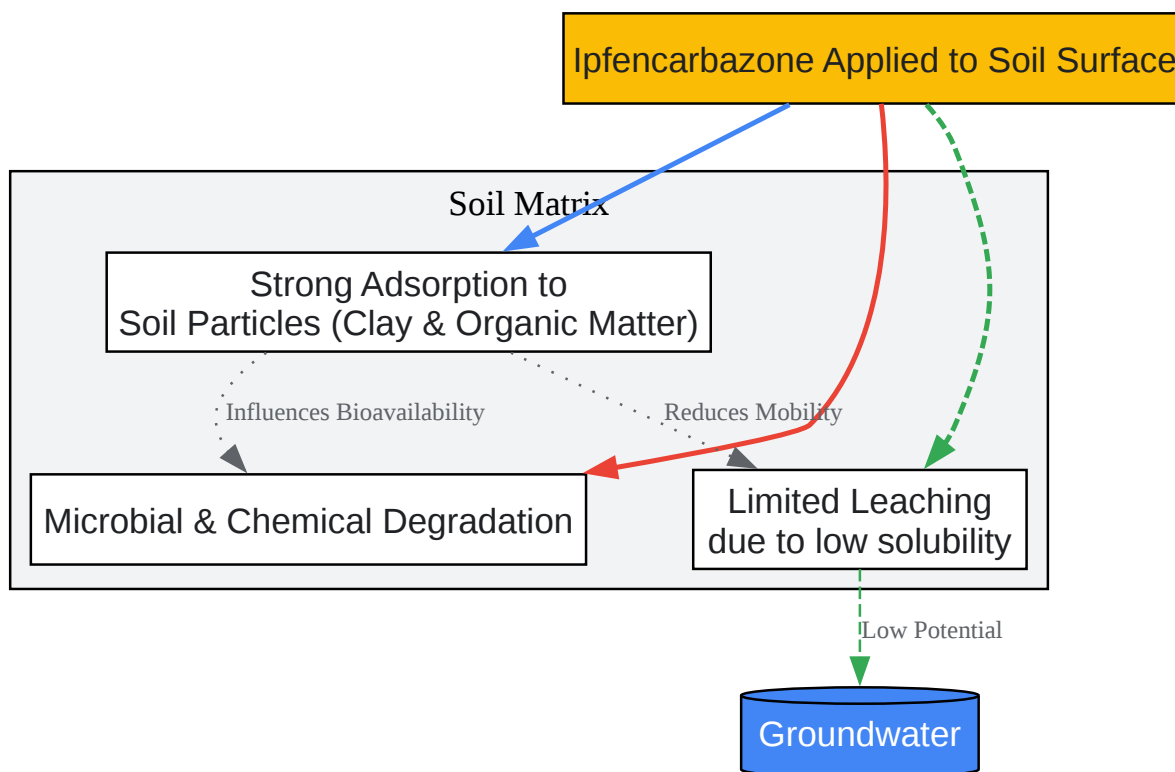 Ipfencarbazone Applied to Soil Surface
Soil Matrix
Strong Adsorption to
Soil Particles (Clay & Organic Matter)
Influences Bioavailability
Reduces Mobility
Microbial & Chemical Degradation
Limited Leaching
due to low solubility
Low Potential
Groundwater